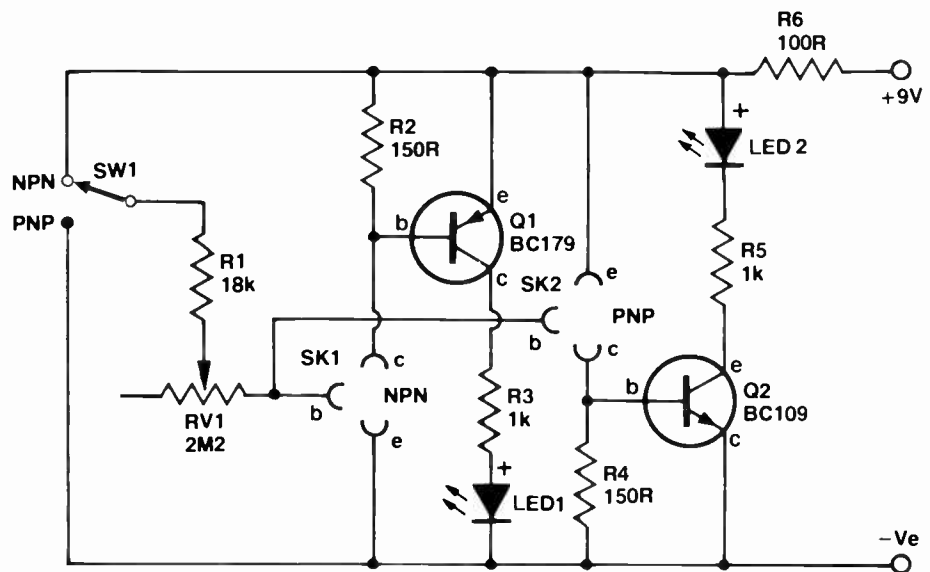 R6
100R
+9V
+
LED 2
R2
150R
NPN
SW1
PNP
e
b
Q1
BC179
c
R1
18k
R5
1k
SK2
e
PNP
b
c
SK1
c
NPN
b
e
RV1
2M2
R3
1k
e
b
Q2
BC109
c
+
LED1
R4
150R
-Ve